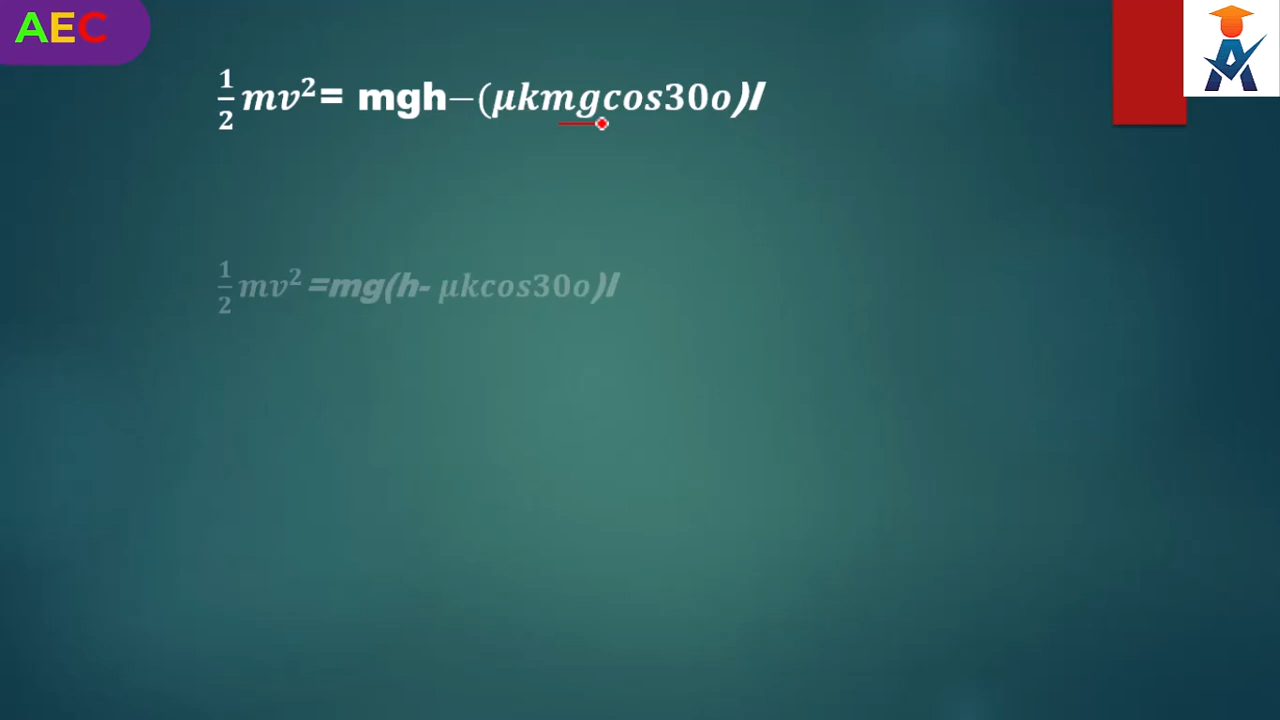 AEC
½mv²= mgh−(μkmgcos30o)l
½mv²=mg(h- μkcos30o)l